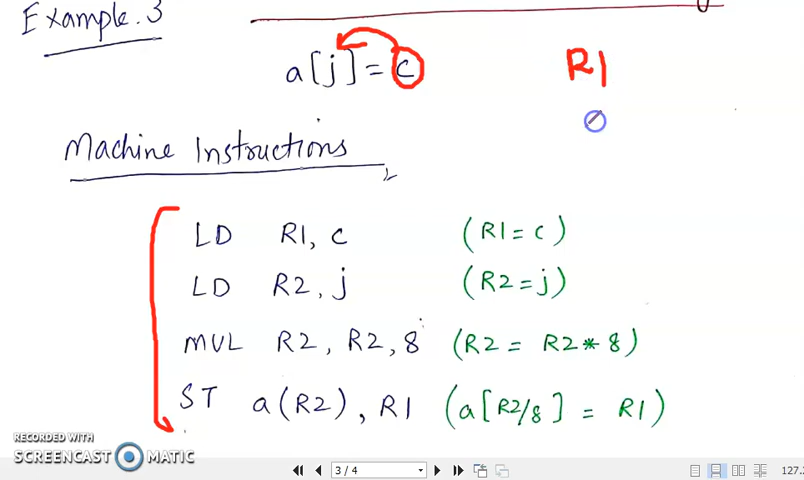 Example.3
a[j] = c R1
Machine Instructions
LD R1, c (R1 = c)
LD R2, j (R2 = j)
MUL R2, R2, 8 (R2 = R2 * 8)
ST a(R2), R1 (a[R2/8] = R1)
RECORDED WITH
SCREENCAST MATIC
3 / 4
127.